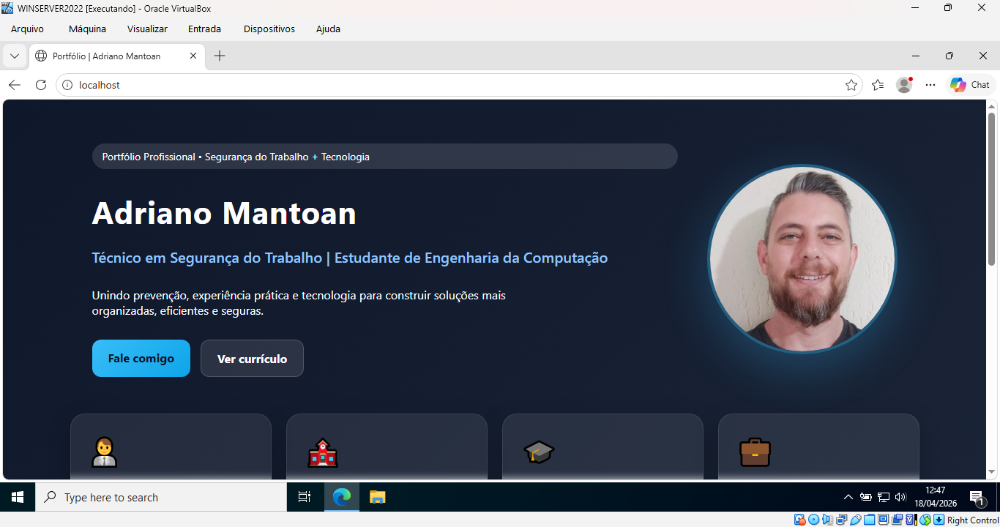 WINSERVER2022 [Executando] - Oracle VirtualBox
Arquivo Máquina Visualizar Entrada Dispositivos Ajuda
Portfólio | Adriano Mantoan
localhost
Chat
Portfólio Profissional • Segurança do Trabalho + Tecnologia
Adriano Mantoan
Técnico em Segurança do Trabalho | Estudante de Engenharia da Computação
Unindo prevenção, experiência prática e tecnologia para construir soluções mais
organizadas, eficientes e seguras.
Fale comigo Ver currículo
Type here to search
12:47
18/04/2026
1
Right Control